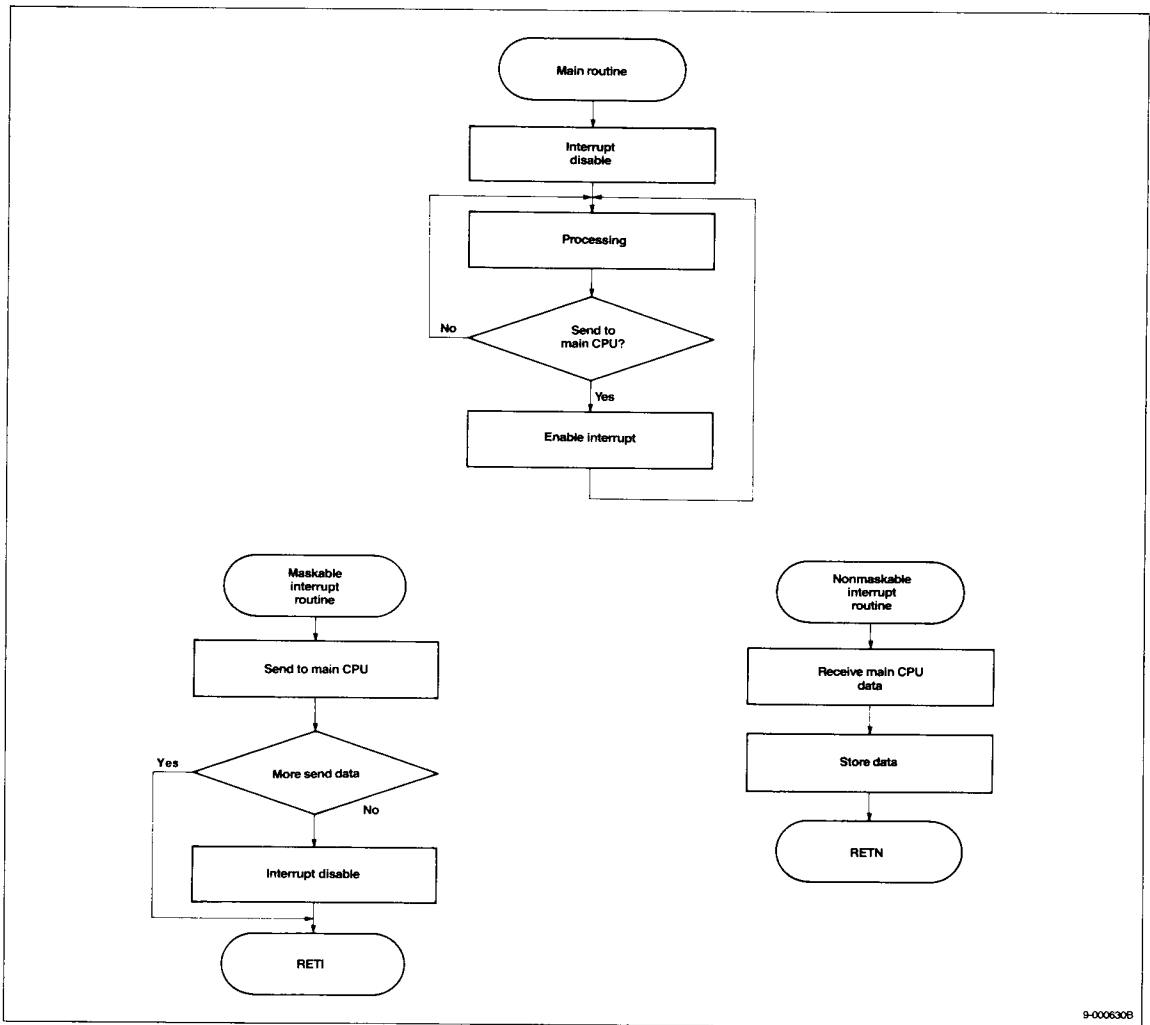 Main routine
Interrupt
disable
Processing
No
Send to
main CPU?
Yes
Enable interrupt
Maskable
interrupt
routine
Send to main CPU
Yes
More send data
No
Interrupt disable
RETI
Nonmaskable
interrupt
routine
Receive main CPU
data
Store data
RETN
9-000630B